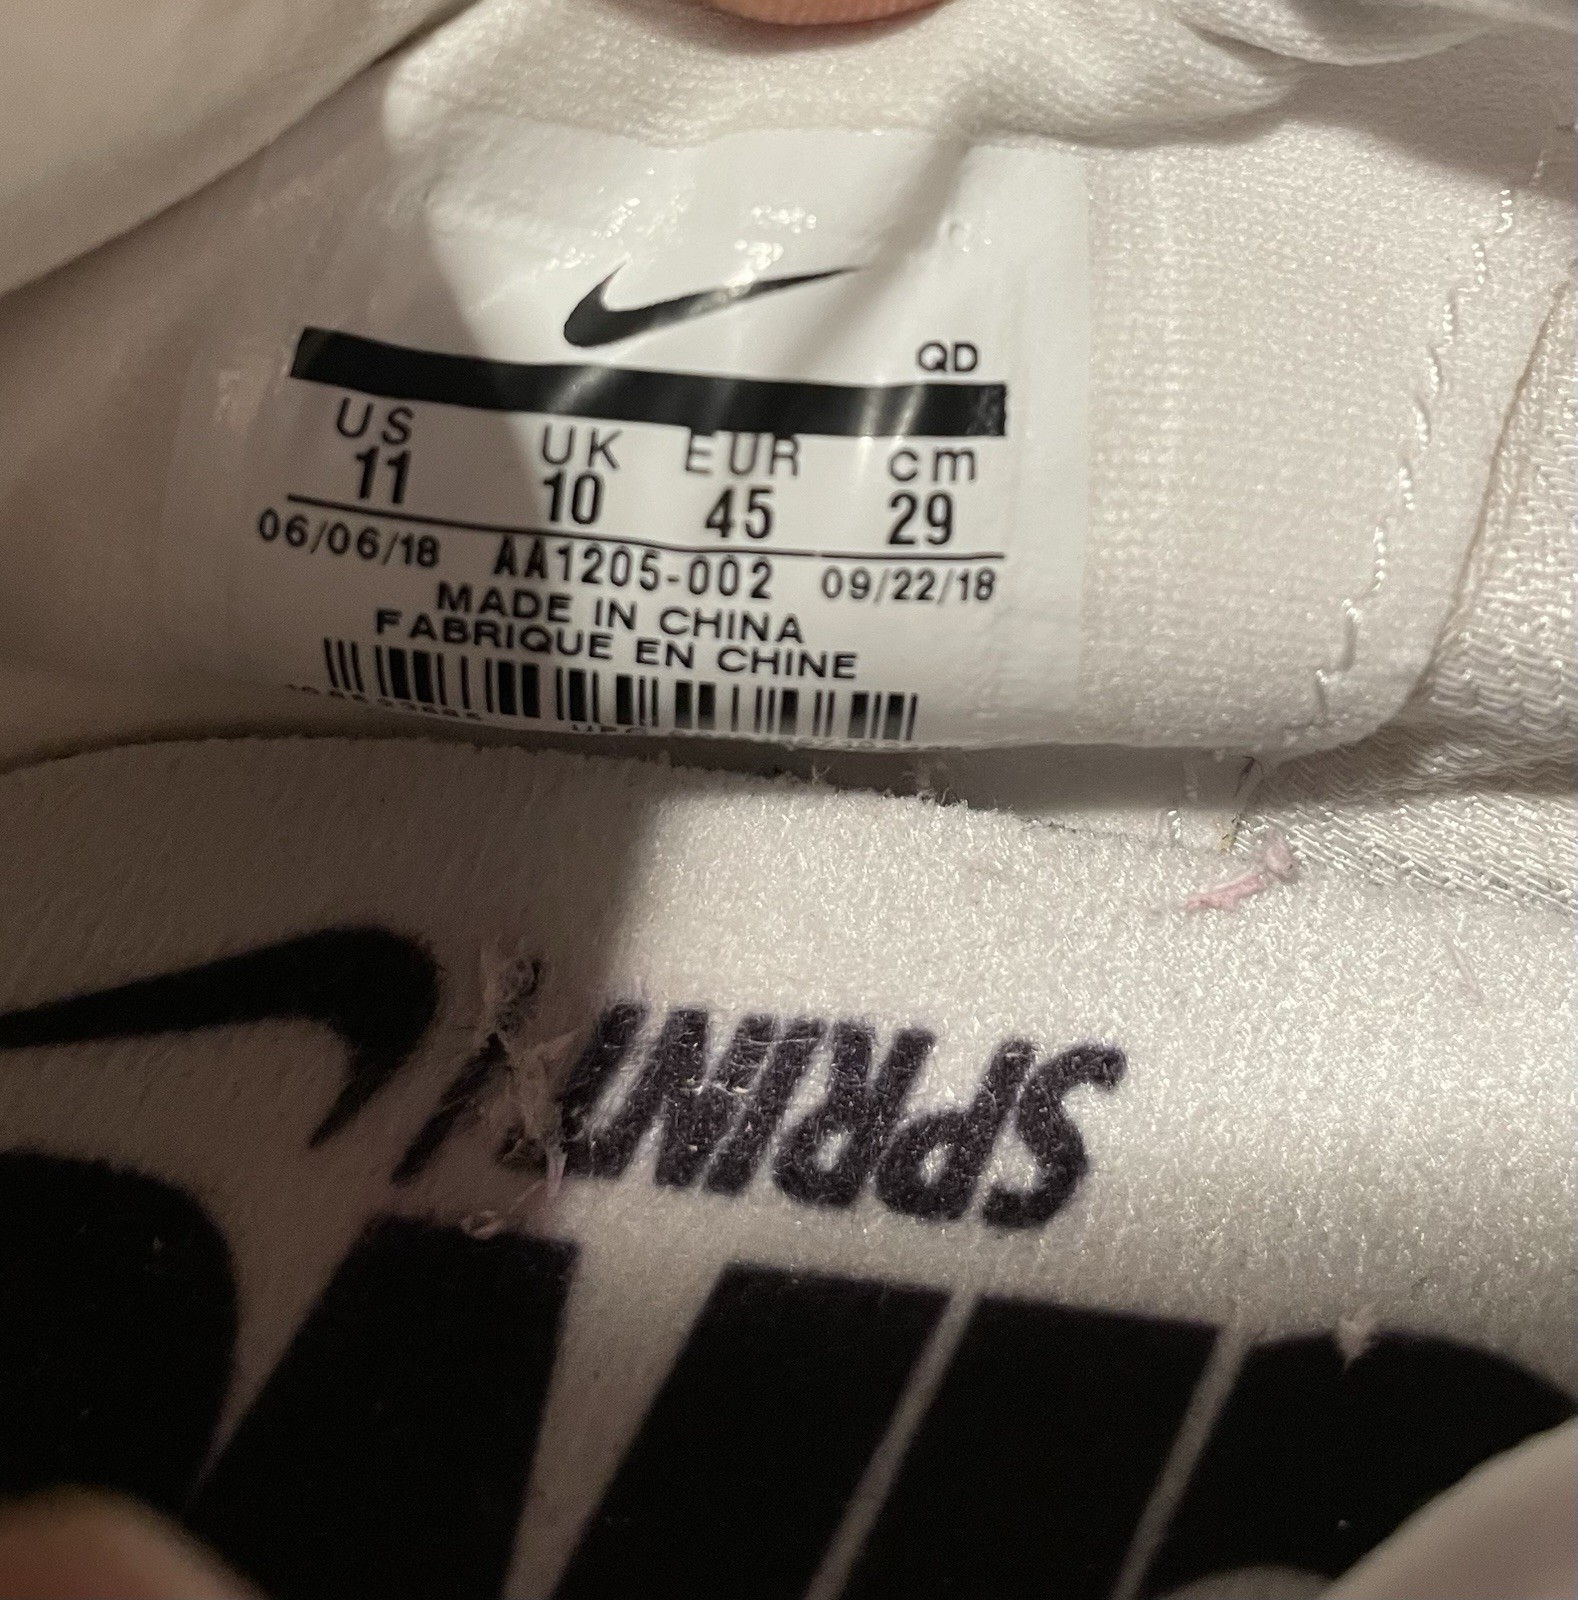 QD
US UK EUR cm
11 10 45 29
06/06/18 AA1205-002 09/22/18
MADE IN CHINA
FABRIQUE EN CHINE
SPRINT